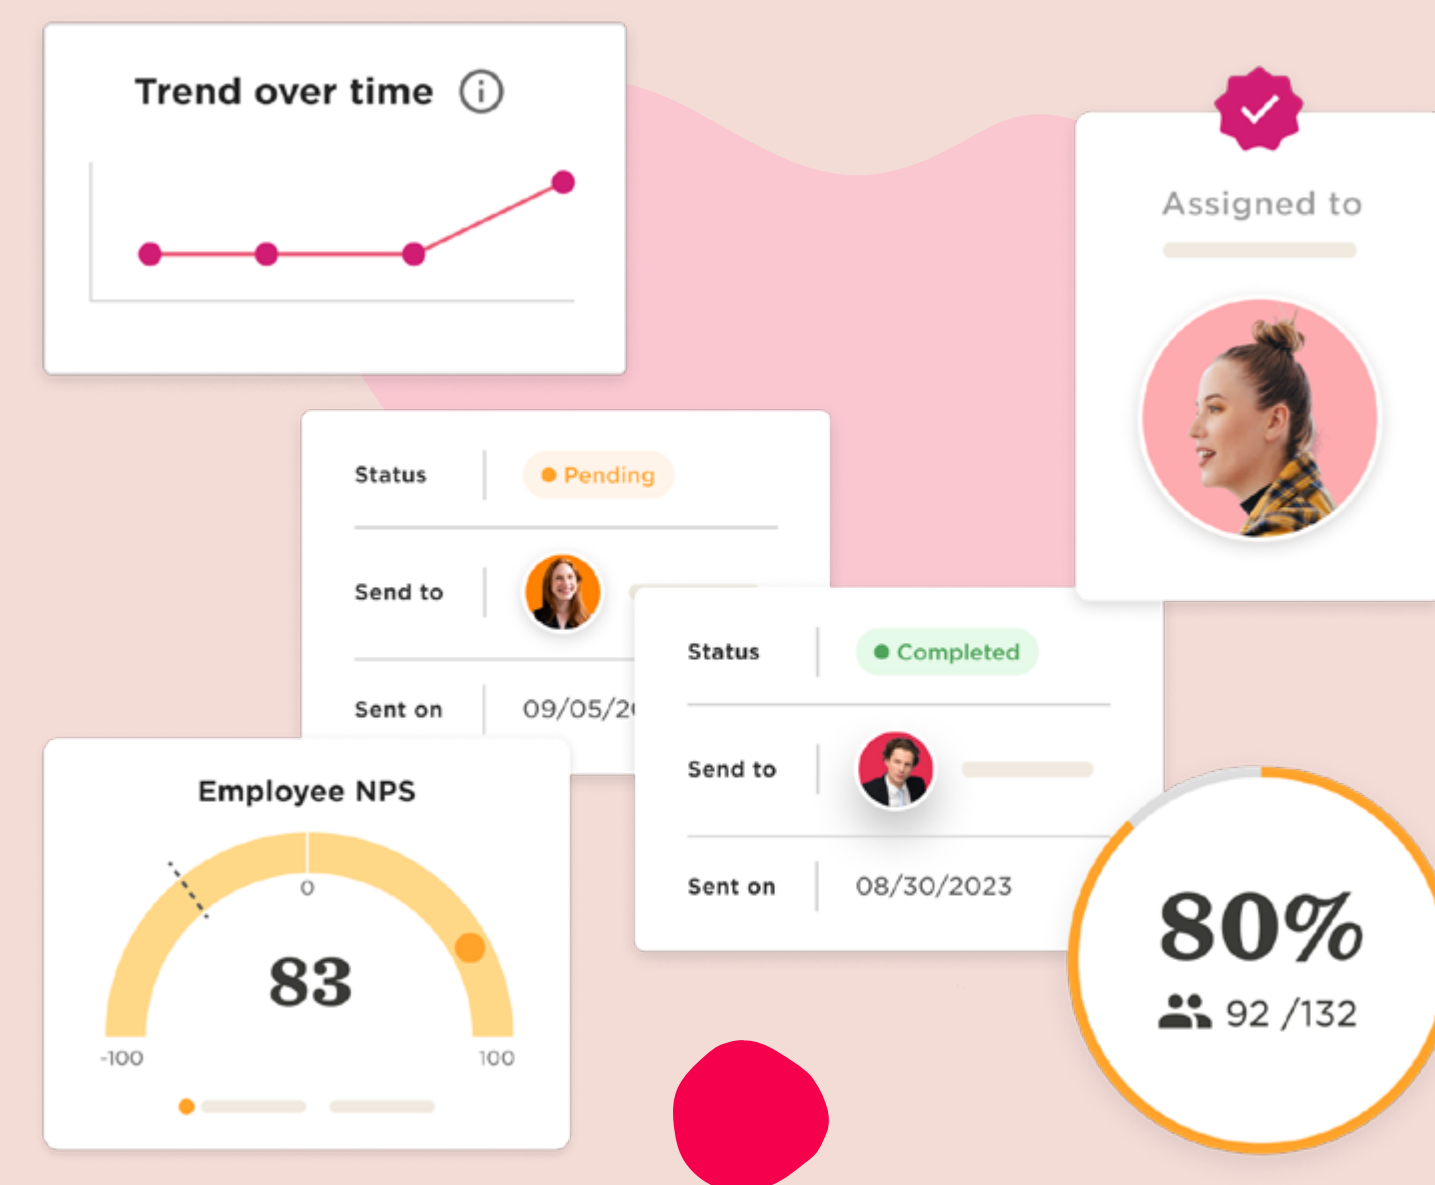 Trend over time
Assigned to
Status
Pending
Send to
Sent on
09/05/2
Status
Completed
Send to
Sent on
08/30/2023
Employee NPS
0
83
-100
100
80%
92 /132